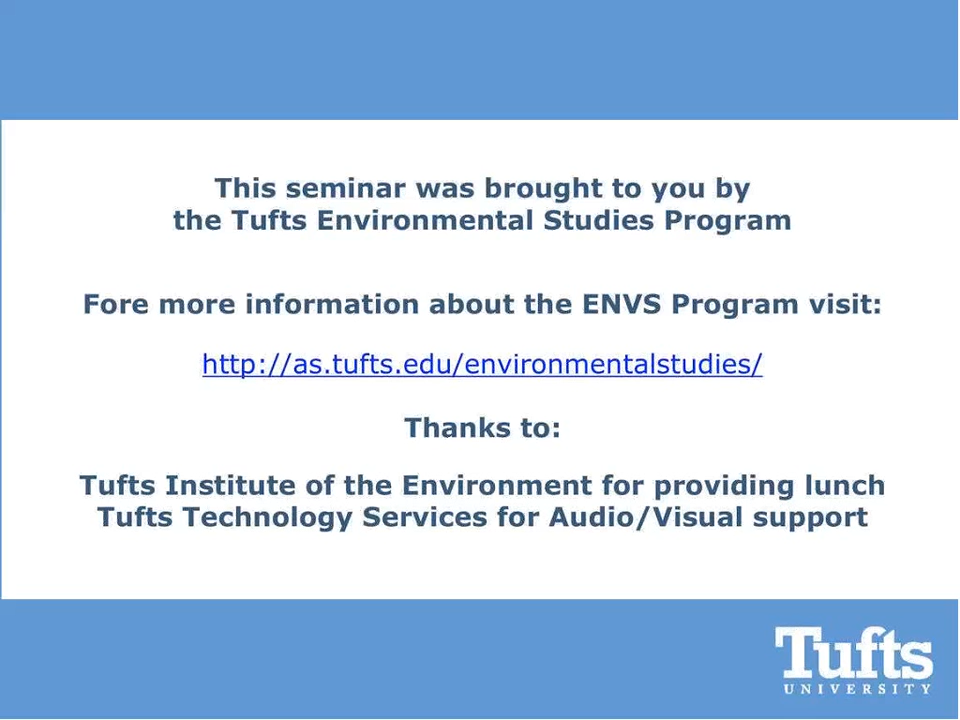 This seminar was brought to you by
the Tufts Environmental Studies Program
Fore more information about the ENVS Program visit:
http://as.tufts.edu/environmentalstudies/
Thanks to:
Tufts Institute of the Environment for providing lunch
Tufts Technology Services for Audio/Visual support
Tufts
UNIVERSITY